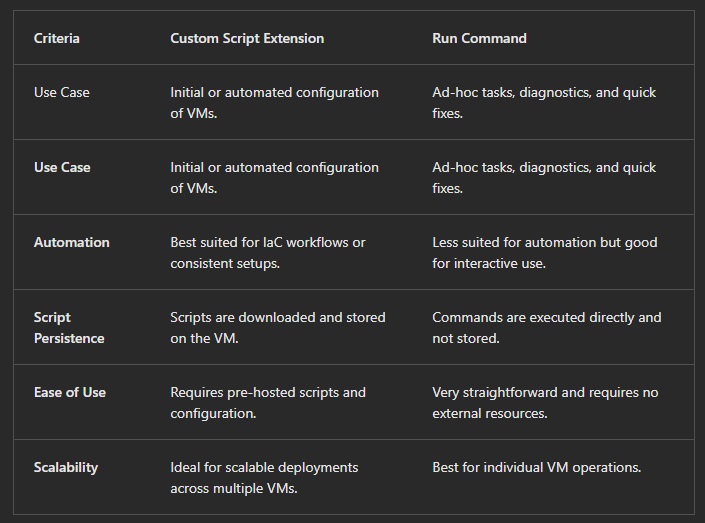 Criteria Custom Script Extension Run Command
Use Case Initial or automated configuration Ad-hoc tasks, diagnostics, and quick
of VMs. fixes.
Use Case Initial or automated configuration Ad-hoc tasks, diagnostics, and quick
of VMs. fixes.
Automation Best suited for IaC workflows or Less suited for automation but good
consistent setups. for interactive use.
Script Scripts are downloaded and stored Commands are executed directly and
Persistence on the VM. not stored.
Ease of Use Requires pre-hosted scripts and Very straightforward and requires no
configuration. external resources.
Scalability Ideal for scalable deployments Best for individual VM operations.
across multiple VMs.